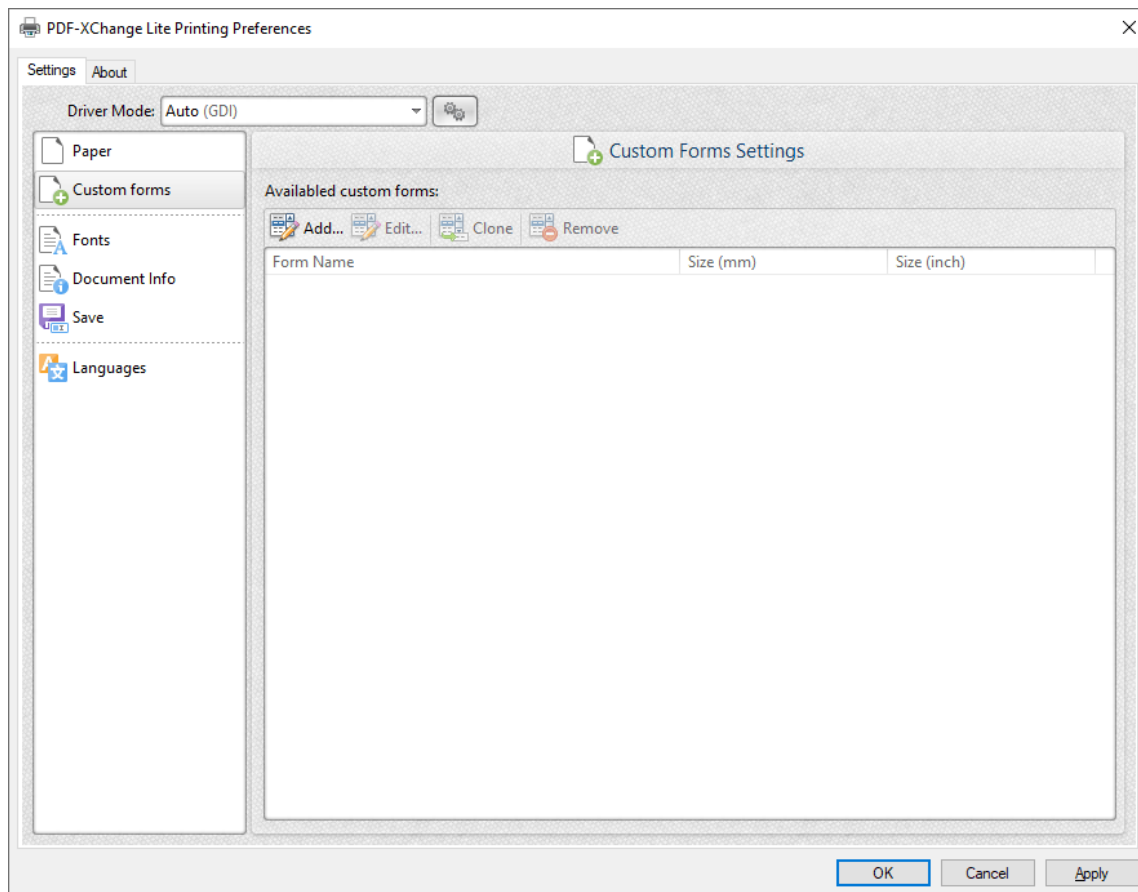 PDF-XChange Lite Printing Preferences
Settings About
Driver Mode: Auto (GDI)
Paper
Custom forms
Fonts
Document Info
Save
Languages
Custom Forms Settings
Availabled custom forms:
Add... Edit... Clone Remove
Form Name Size (mm) Size (inch)
OK Cancel Apply